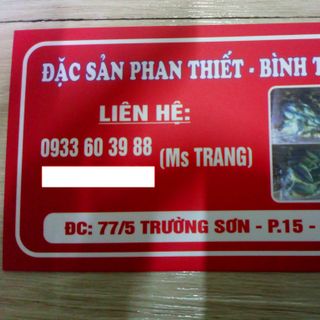 ĐẶC SẢN PHAN THIẾT - BÌNH
LIÊN HỆ:
0933 60 39 88 (Ms TRANG)
ĐC: 77/5 TRƯỜNG SƠN - P.15 -